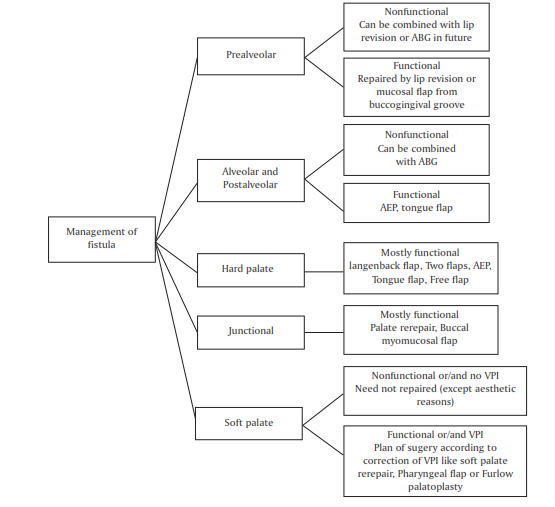 Management of
fistula
Prealveolar
Nonfunctional
Can be combined with lip
revision or ABG in future
Functional
Repaired by lip revision or
mucosal flap from
buccogingival groove
Alveolar and
Postalveolar
Nonfunctional
Can be combined
with ABG
Functional
AEP, tongue flap
Hard palate
Mostly functional
langenback flap, Two flaps, AEP,
Tongue flap, Free flap
Junctional
Mostly functional
Palate rerepair, Buccal
myomucosal flap
Soft palate
Nonfunctional or/and no VPI
Need not repaired (except aesthetic
reasons)
Functional or/and VPI
Plan of sugery according to
correction of VPI like soft palate
rerepair, Pharyngeal flap or Furlow
palatoplasty